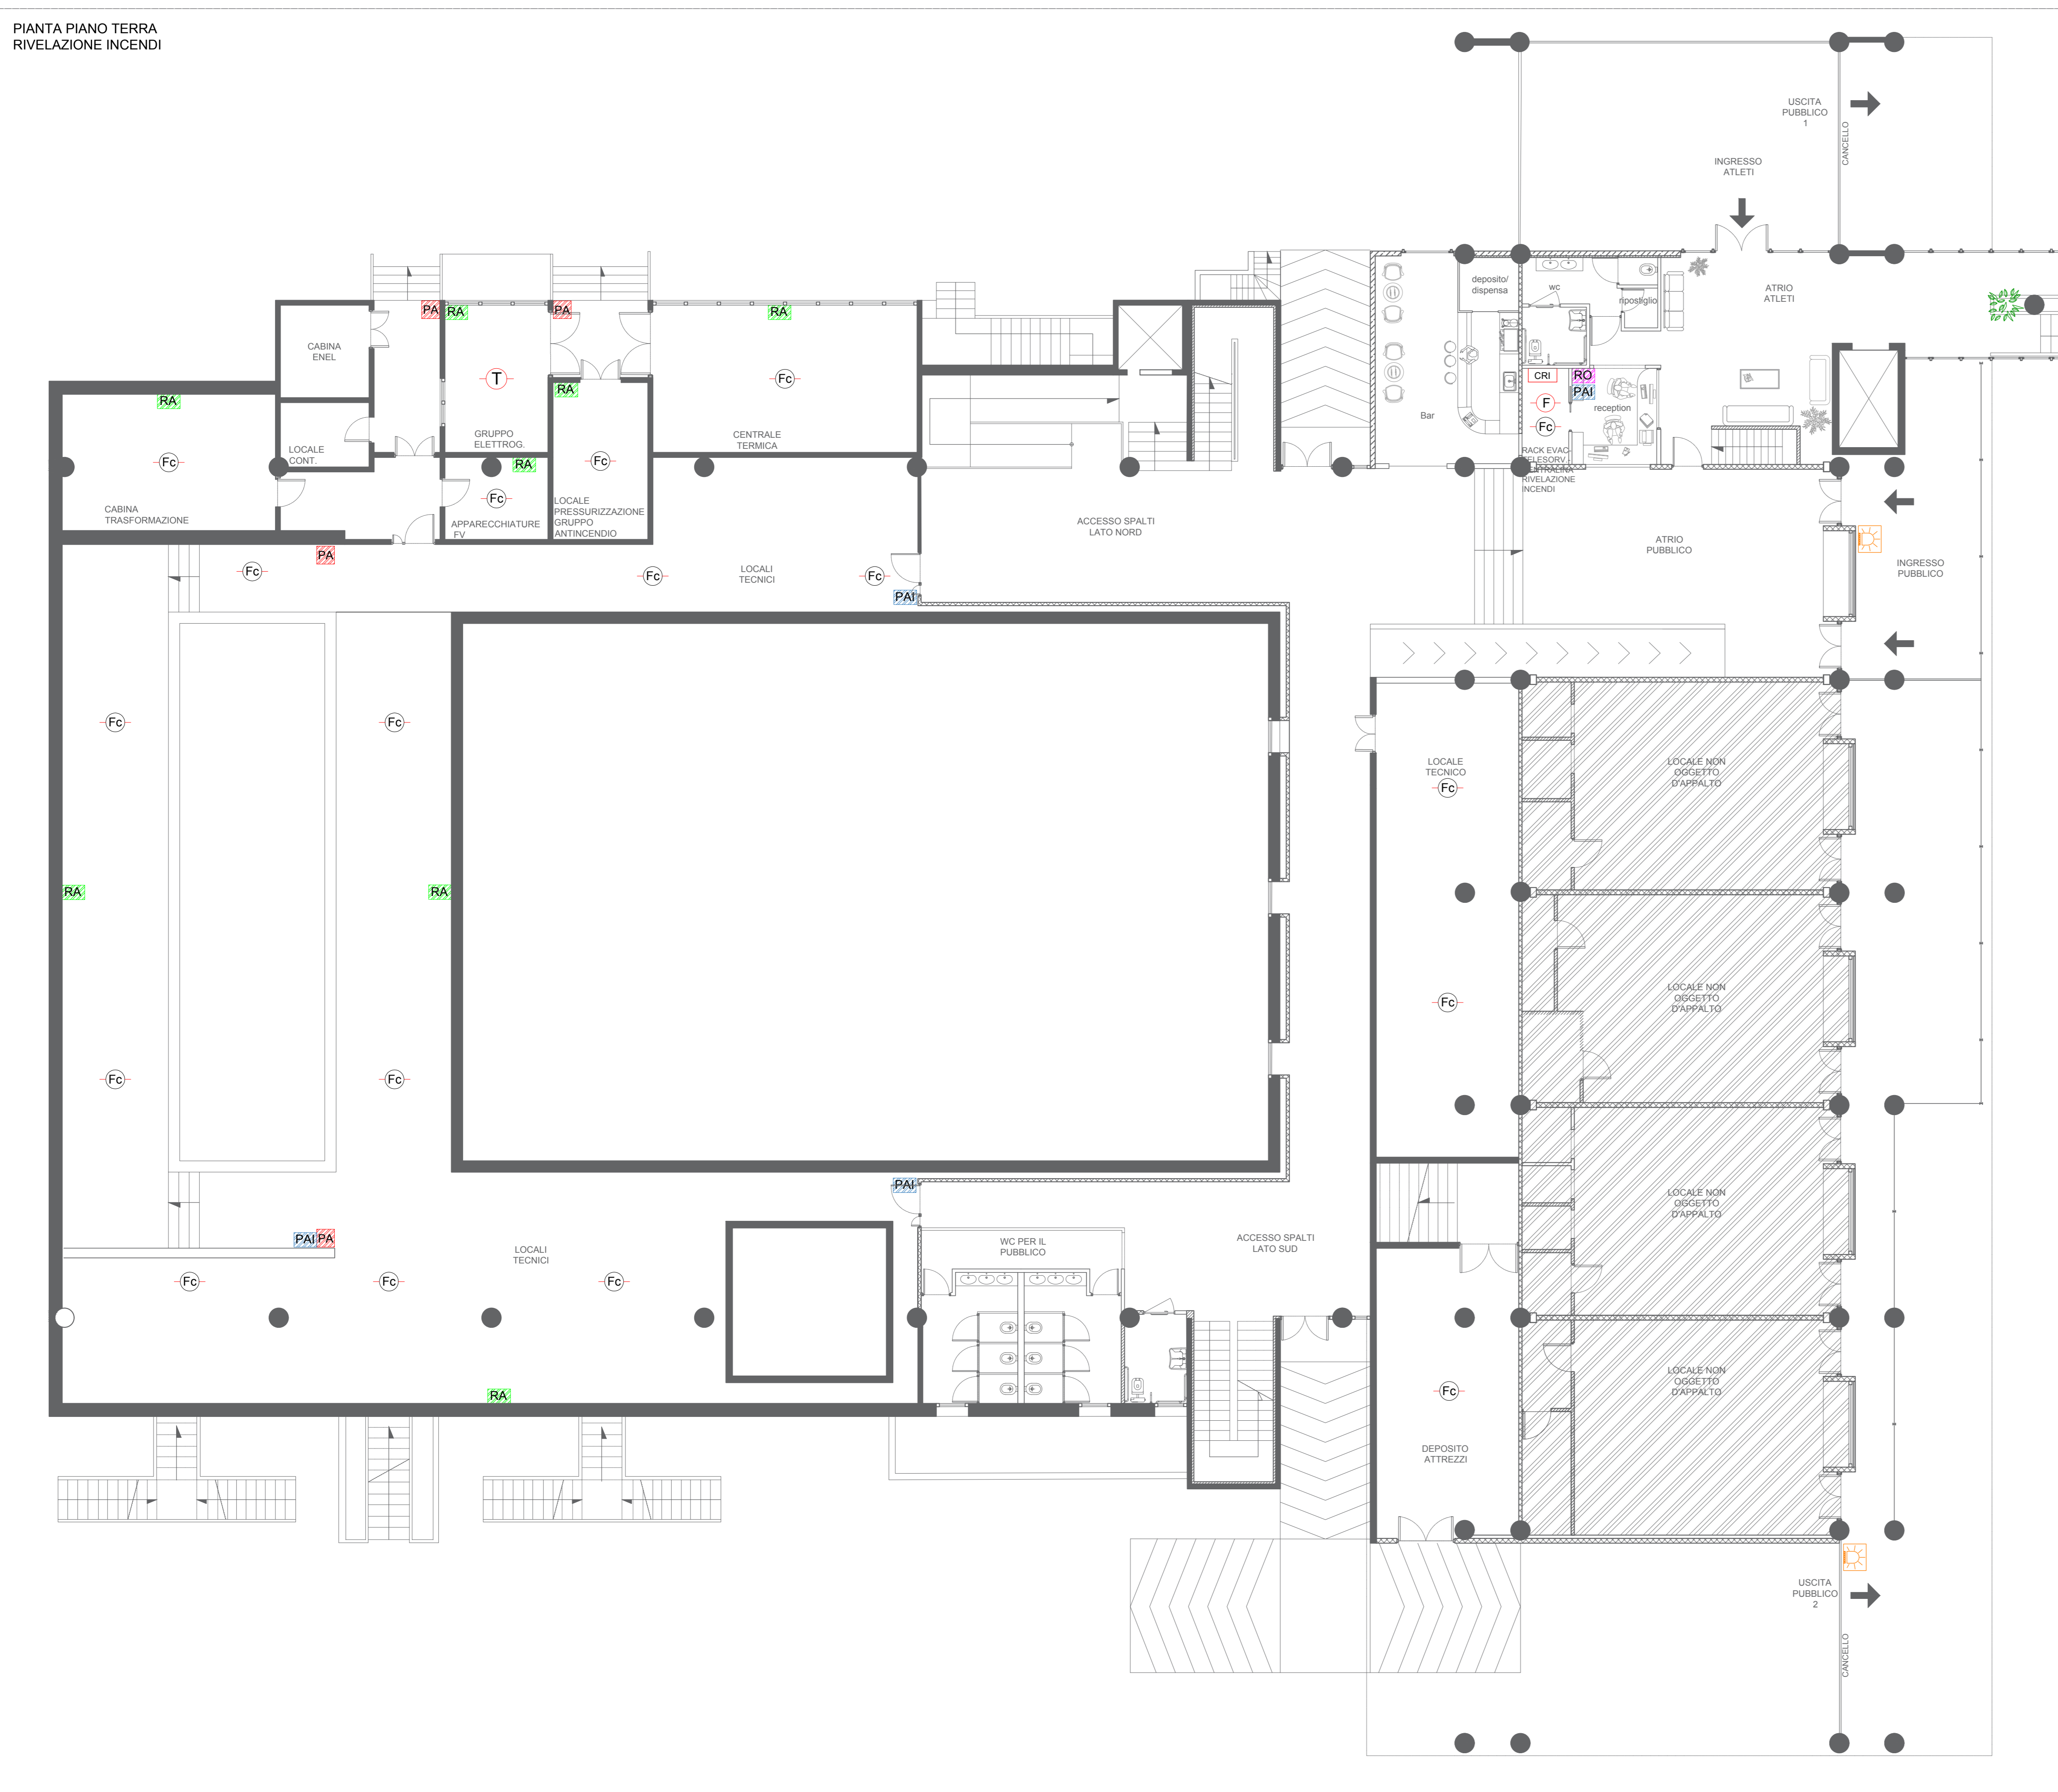 PIANTA PIANO TERRA
RIVELAZIONE INCENDI
USCITA
PUBBLICO
1
CANCELLO
INGRESSO
ATLETI
deposito/
dispensa
wc
ripostiglio
ATRIO
ATLETI
PA
RA
PA
RA
CABINA
ENEL
T
RA
Fc
CRI
RO
PAI
F
reception
Bar
Fc
RA
GRUPPO
ELETTROG.
CENTRALE
TERMICA
LOCALE
CONT.
Fc
RA
Fc
RACK EVAC-
TELESORV.
CENTRALINA
RIVELAZIONE
INCENDI
Fc
CABINA
TRASFORMAZIONE
APPARECCHIATURE
FV
LOCALE
PRESSURIZZAZIONE
GRUPPO
ANTINCENDIO
ACCESSO SPALTI
LATO NORD
ATRIO
PUBBLICO
INGRESSO
PUBBLICO
PA
Fc
Fc
LOCALI
TECNICI
Fc
PAI
Fc
Fc
LOCALE
TECNICO
Fc
LOCALE NON
OGGETTO
D'APPALTO
RA
RA
Fc
LOCALE NON
OGGETTO
D'APPALTO
Fc
Fc
PAI
LOCALE NON
OGGETTO
D'APPALTO
PAI
PA
LOCALI
TECNICI
WC PER IL
PUBBLICO
ACCESSO SPALTI
LATO SUD
Fc
Fc
Fc
RA
Fc
LOCALE NON
OGGETTO
D'APPALTO
DEPOSITO
ATTREZZI
USCITA
PUBBLICO
2
CANCELLO